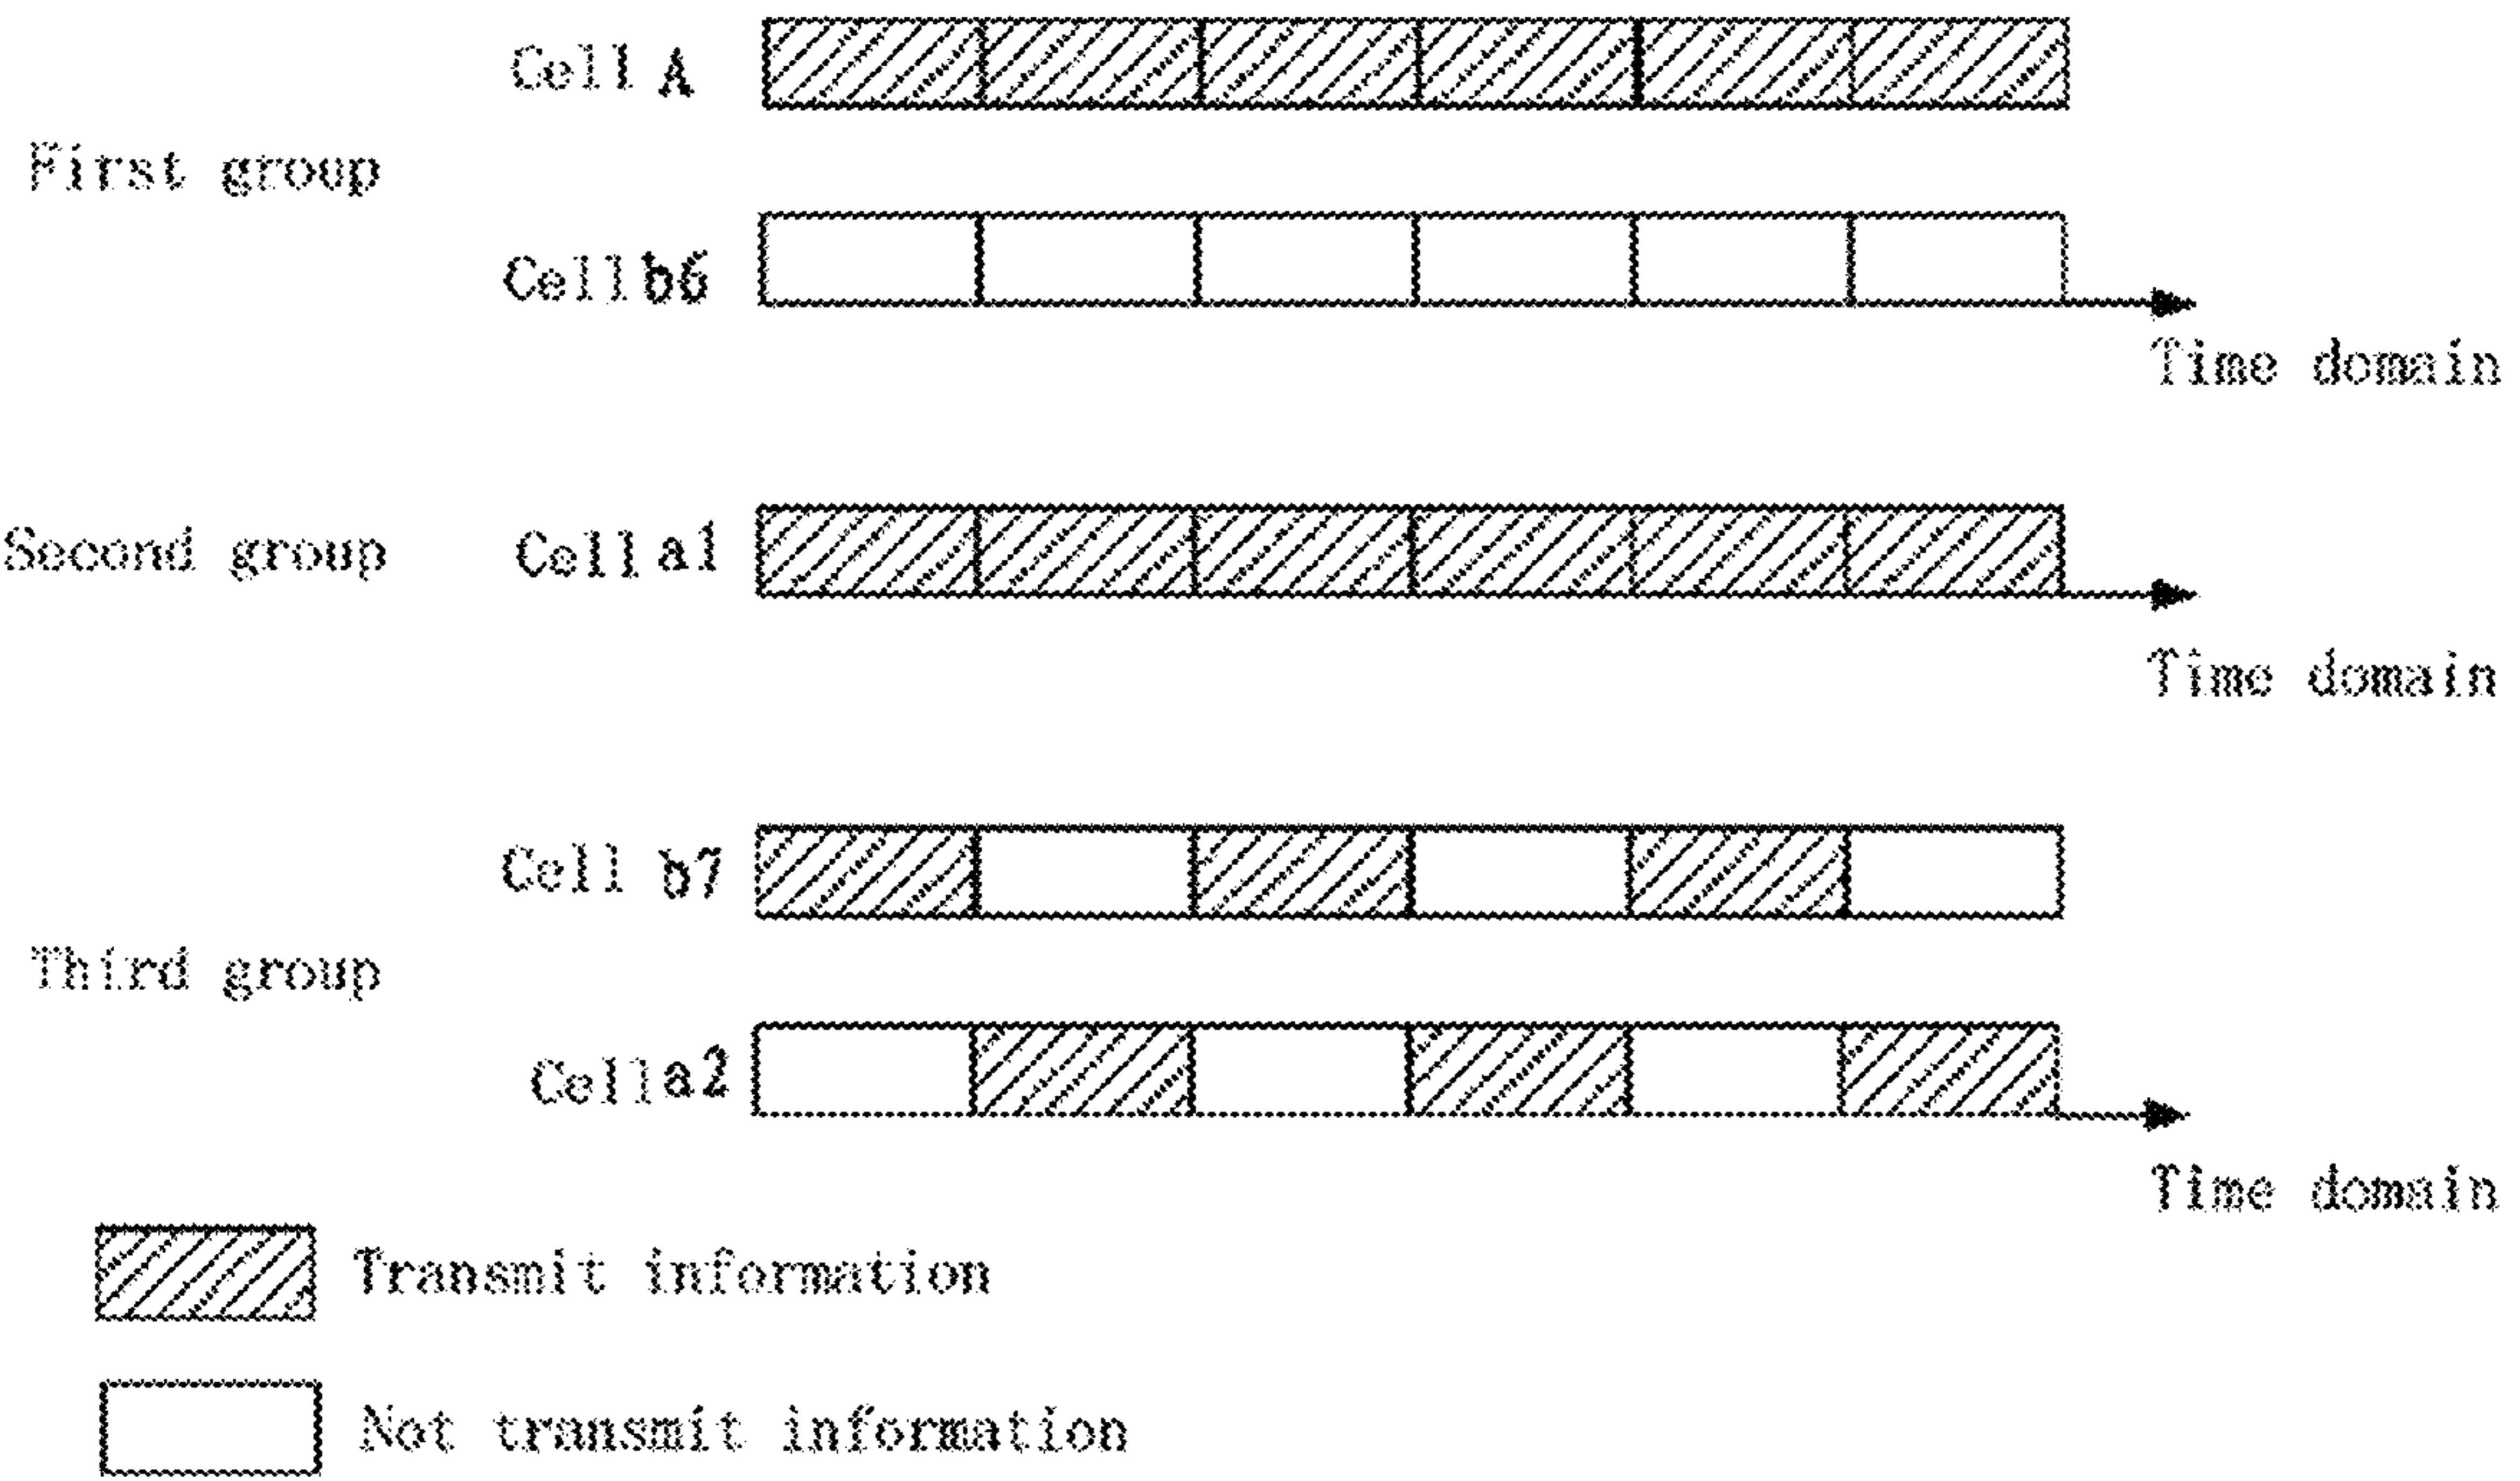 Cell A
First group
Cell b6
Time domain
Second group
Cell a1
Time domain
Cell b7
Third group
Cell a2
Time domain
Transmit information
Not transmit information